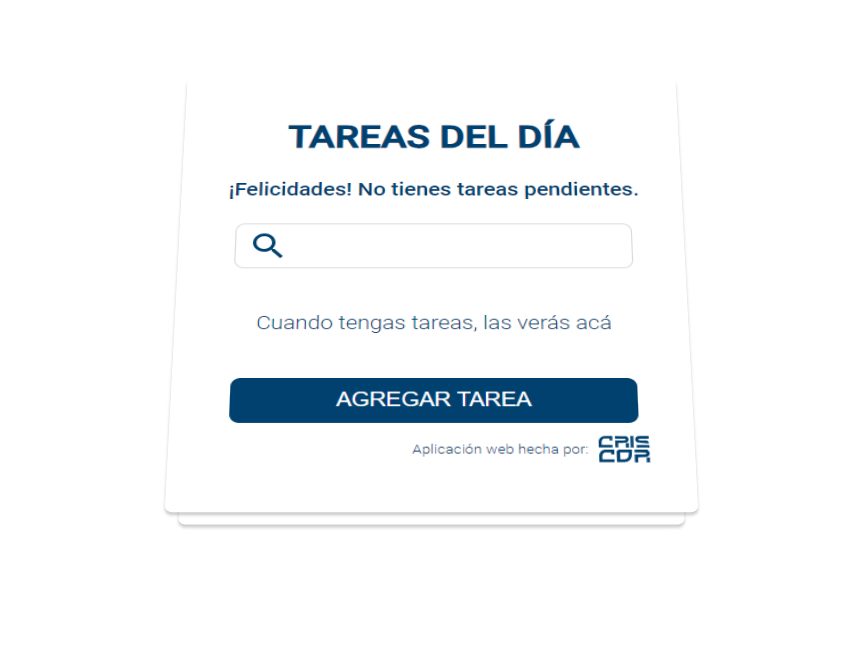 TAREAS DEL DÍA
¡Felicidades! No tienes tareas pendientes.
Cuando tengas tareas, las verás acá
AGREGAR TAREA
Aplicación web hecha por: CRIS
CDR